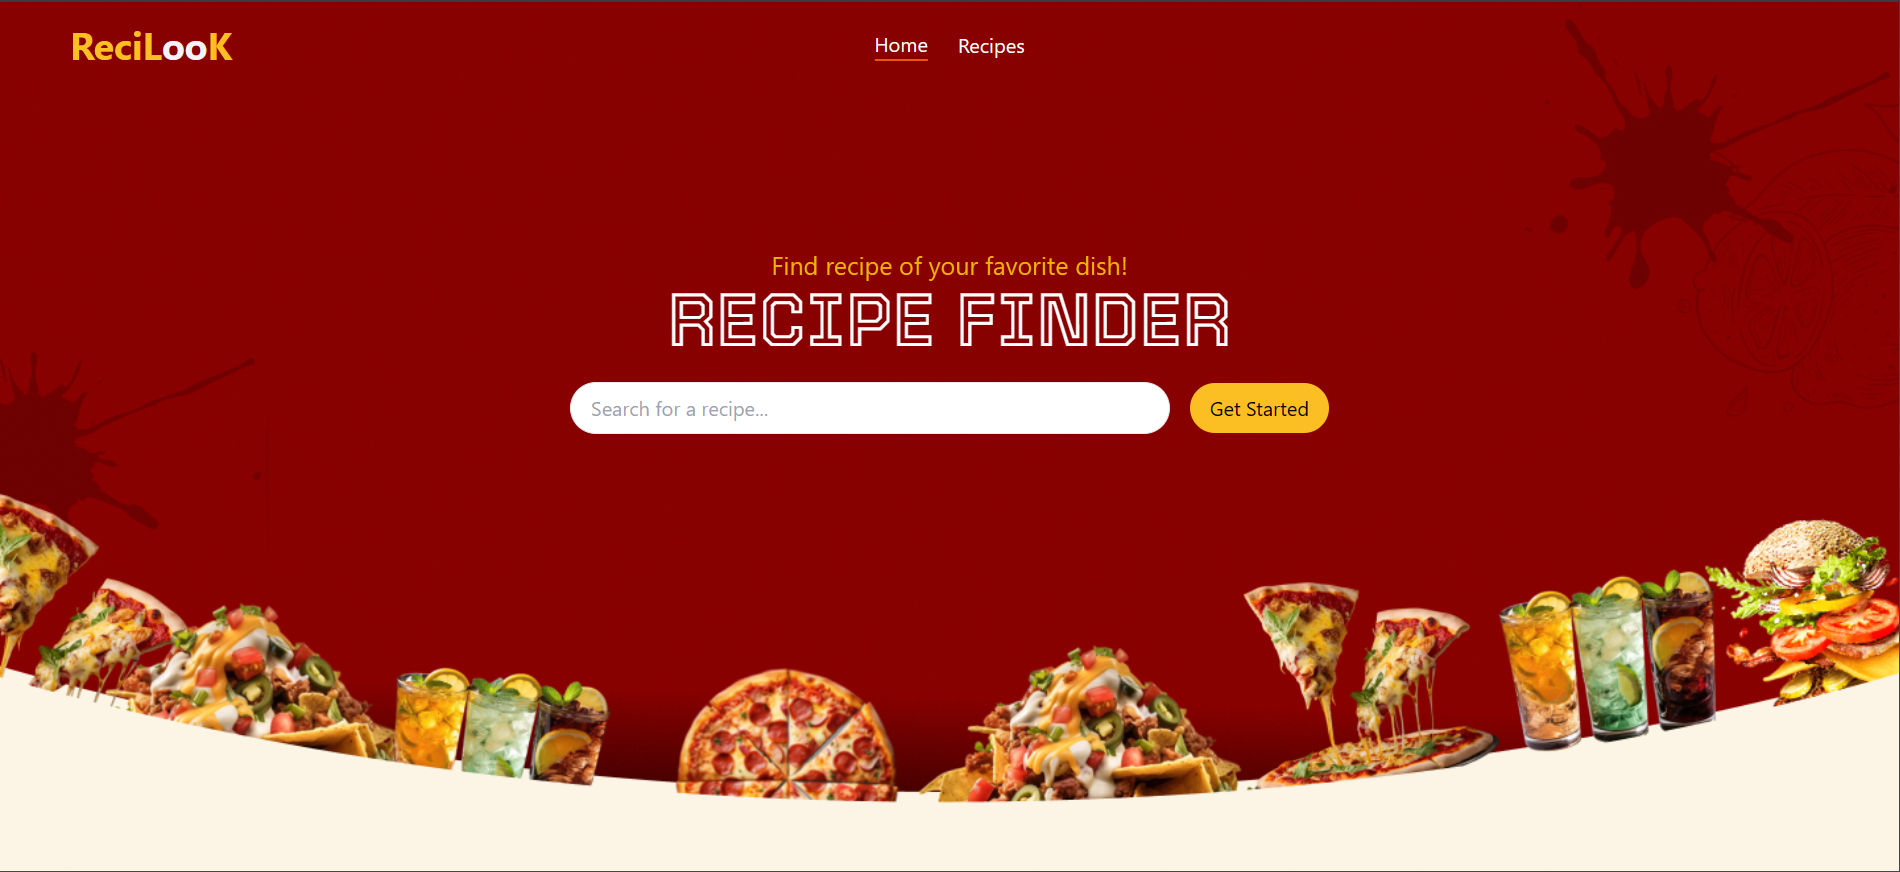 ReciLooK
Home Recipes
Find recipe of your favorite dish!
RECIPE FINDER
Search for a recipe...
Get Started